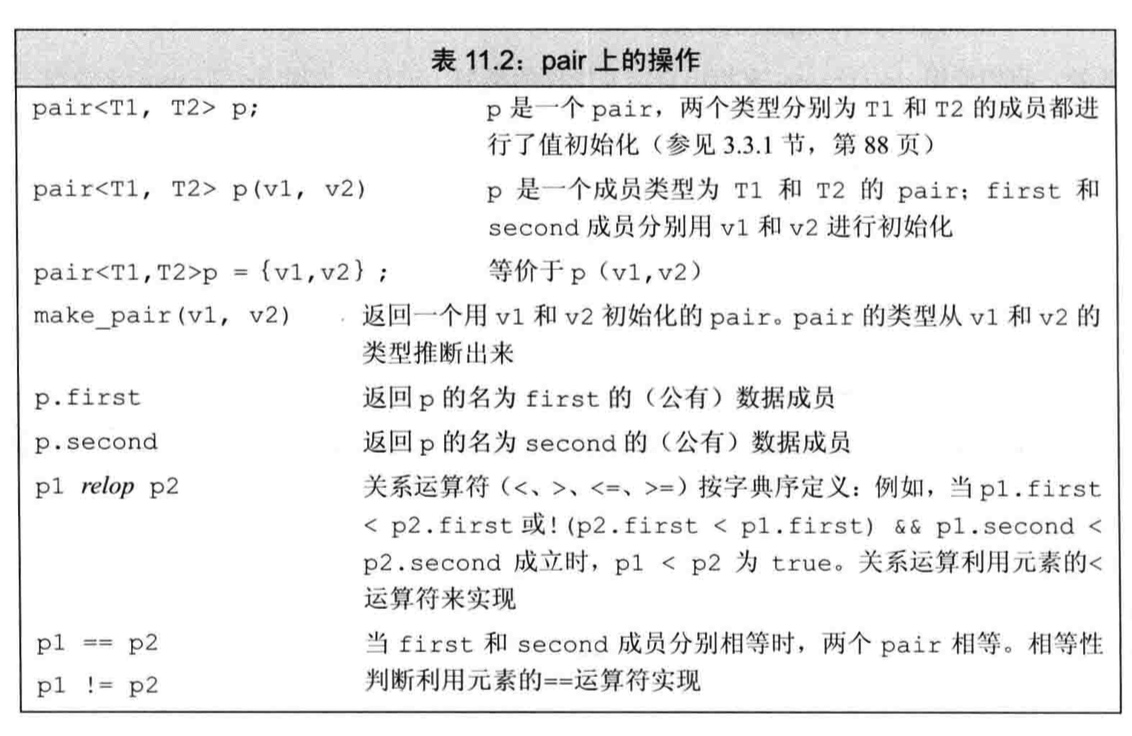 表 11.2：pair 上的操作
pair<T1, T2> p; p 是一个 pair，两个类型分别为 T1 和 T2 的成员都进
行了值初始化（参见 3.3.1 节，第 88 页）
pair<T1, T2> p(v1, v2) p 是一个成员类型为 T1 和 T2 的 pair；first 和
second 成员分别用 v1 和 v2 进行初始化
pair<T1,T2>p = {v1,v2} ; 等价于 p（v1,v2）
make_pair(v1, v2) 返回一个用 v1 和 v2 初始化的 pair。pair 的类型从 v1 和 v2 的
类型推断出来
p.first 返回 p 的名为 first 的（公有）数据成员
p.second 返回 p 的名为 second 的（公有）数据成员
p1 relop p2 关系运算符（<、>、<=、>=）按字典序定义：例如，当 p1.first
< p2.first 或!(p2.first < p1.first) && p1.second <
p2.second 成立时，p1 < p2 为 true。关系运算利用元素的<
运算符来实现
p1 == p2 当 first 和 second 成员分别相等时，两个 pair 相等。相等性
p1 != p2 判断利用元素的==运算符实现